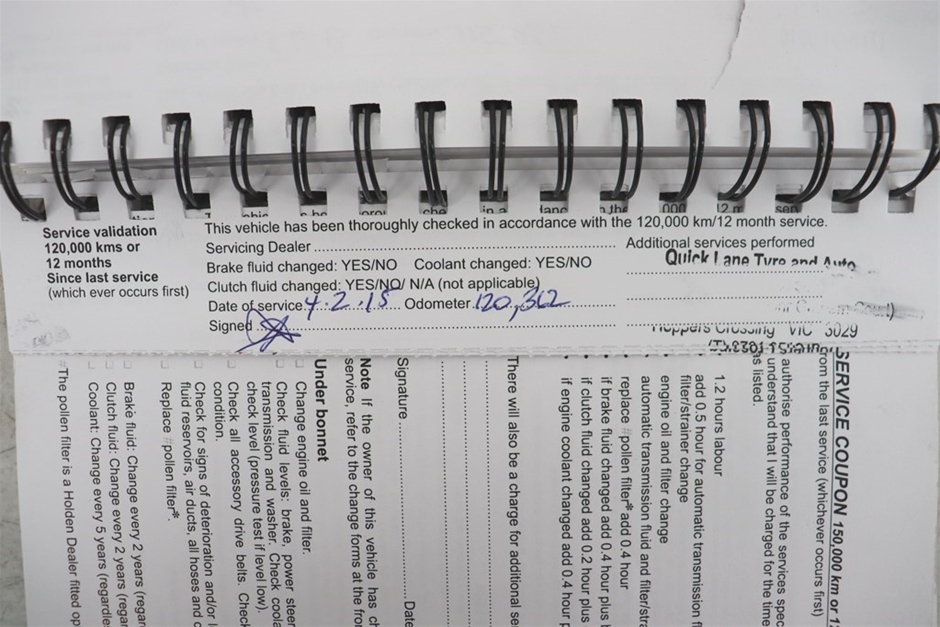 Service validation
120,000 kms or
12 months
Since last service
(which ever occurs first)
This vehicle has been thoroughly checked in accordance with the 120,000 km/12 month service.
Servicing Dealer
Additional services performed
Quick Lane Tyre and Auto
Brake fluid changed: YES/NO Coolant changed: YES/NO
Clutch fluid changed: YES/NO/ N/A (not applicable)
Date of service 4.2.15 Odometer 120,362
Signed
Hoppers Crossing VIC 3029
SERVICE COUPON 150,000 km or
from the last service (whichever occurs first)
authorise performance of the services
understand that I will be charged for the time
listed.
1.2 hours labour
add 0.5 hour for automatic transmission
filter/strainer change
engine oil and filter change
automatic transmission fluid and
replace #pollen filter* add 0.4 hour
• if brake fluid changed add 0.4 hour plus
• if clutch fluid changed add 0.2 hour plus
• if engine coolant changed add 0.4 hour
There will also be a charge for additional
Signature Date
Note If the owner of this vehicle has
service, refer to the change forms at the
Under bonnet
□ Change engine oil and filter.
□ Check fluid levels: brake, power
transmission and washer. Check
check level (pressure test if level low).
□ Check all accessory drive belts. Check
condition.
□ Check for signs of deterioration and/or
fluid reservoirs, air ducts, all hoses and
□ Replace #pollen filter*.
□ Brake fluid: Change every 2 years
□ Clutch fluid: Change every 2 years
□ Coolant: Change every 5 years
#The pollen filter is a Holden Dealer fitted